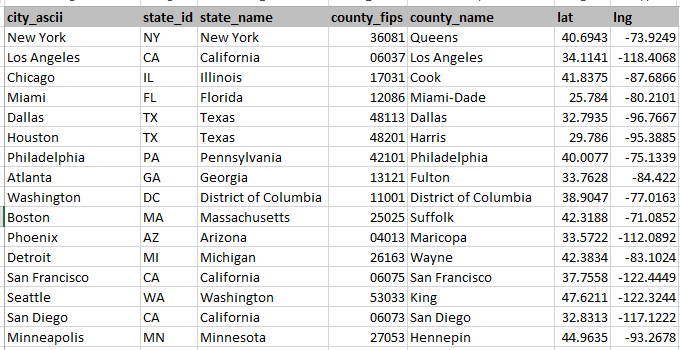 city_ascii state_id state_name county_fips county_name lat lng
New York NY New York 36081 Queens 40.6943 -73.9249
Los Angeles CA California 06037 Los Angeles 34.1141 -118.4068
Chicago IL Illinois 17031 Cook 41.8375 -87.6866
Miami FL Florida 12086 Miami-Dade 25.784 -80.2101
Dallas TX Texas 48113 Dallas 32.7935 -96.7667
Houston TX Texas 48201 Harris 29.786 -95.3885
Philadelphia PA Pennsylvania 42101 Philadelphia 40.0077 -75.1339
Atlanta GA Georgia 13121 Fulton 33.7628 -84.422
Washington DC District of Columbia 11001 District of Columbia 38.9047 -77.0163
Boston MA Massachusetts 25025 Suffolk 42.3188 -71.0852
Phoenix AZ Arizona 04013 Maricopa 33.5722 -112.0892
Detroit MI Michigan 26163 Wayne 42.3834 -83.1024
San Francisco CA California 06075 San Francisco 37.7558 -122.4449
Seattle WA Washington 53033 King 47.6211 -122.3244
San Diego CA California 06073 San Diego 32.8313 -117.1222
Minneapolis MN Minnesota 27053 Hennepin 44.9635 -93.2678